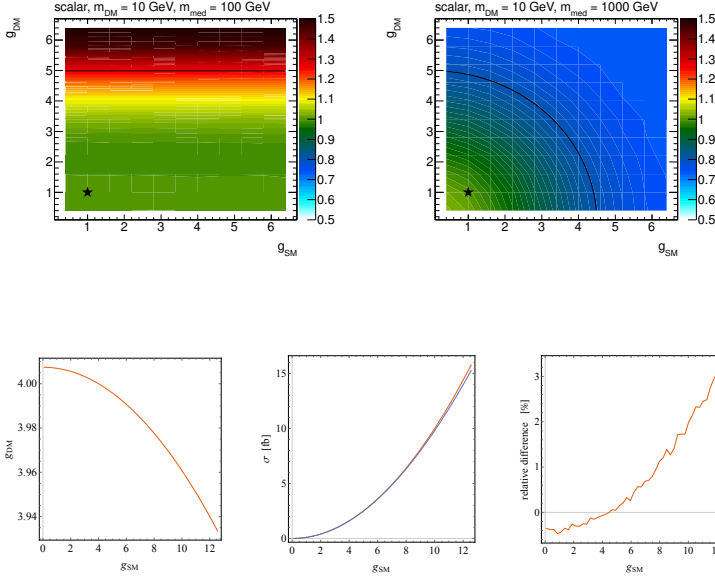 scalar, m_DM = 10 GeV, m_med = 100 GeV
g_DM
6
5
4
3
2
1
1 2 3 4 5 6
g_SM
1.5
1.4
1.3
1.2
1.1
1
0.9
0.8
0.7
0.6
0.5
scalar, m_DM = 10 GeV, m_med = 1000 GeV
g_DM
6
5
4
3
2
1
1 2 3 4 5 6
g_SM
1.5
1.4
1.3
1.2
1.1
1
0.9
0.8
0.7
0.6
0.5
g_DM
4.00
3.98
3.96
3.94
0 2 4 6 8 10 12
g_SM
σ [fb]
15
10
5
0
0 2 4 6 8 10 12
g_SM
relative difference [%]
3
2
1
0
0 2 4 6 8 10 12
g_SM